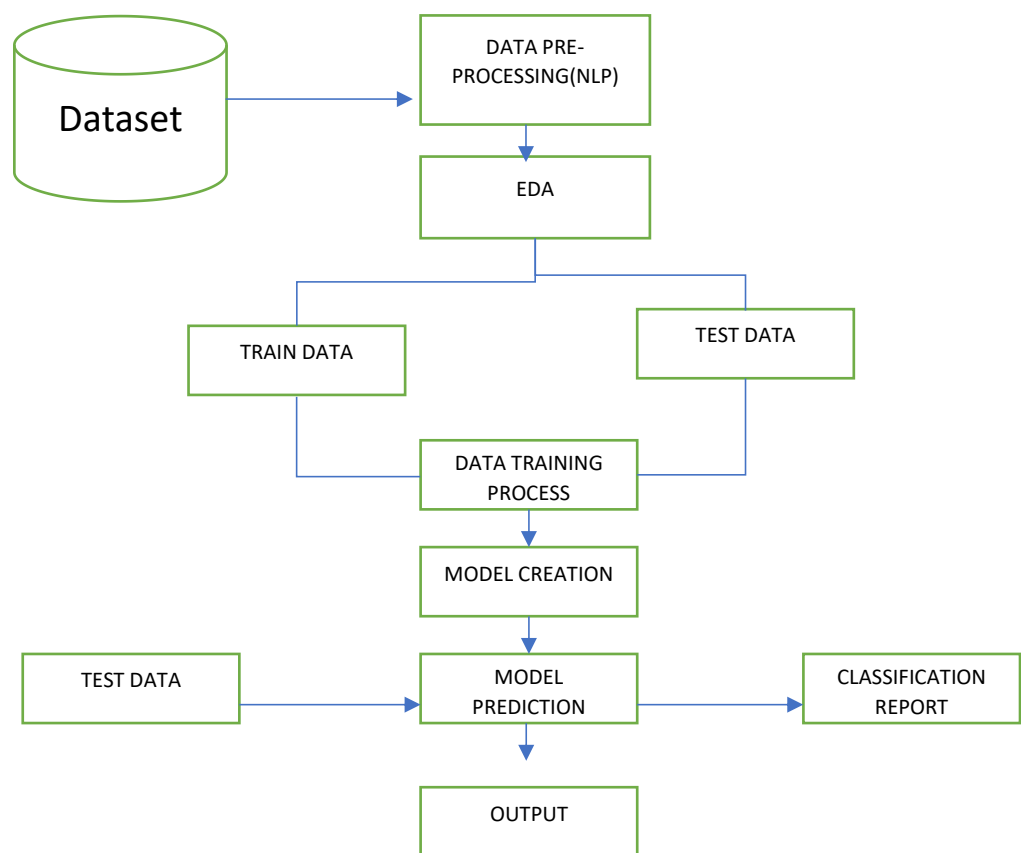 Dataset
DATA PRE-
PROCESSING(NLP)
EDA
TRAIN DATA
TEST DATA
DATA TRAINING
PROCESS
MODEL CREATION
TEST DATA
MODEL
PREDICTION
CLASSIFICATION
REPORT
OUTPUT